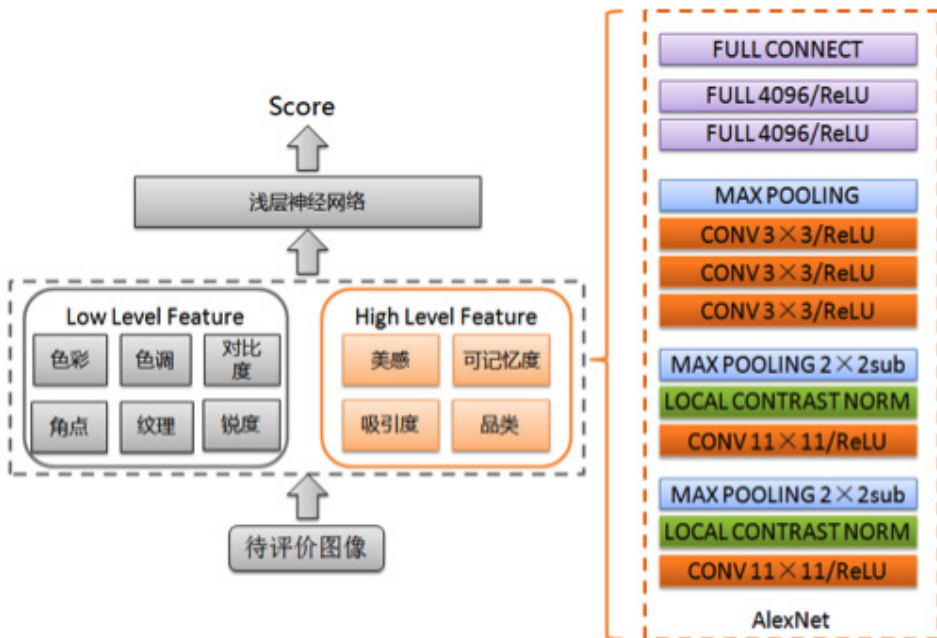 Score
浅层神经网络
Low Level Feature
色彩
色调
对比
度
角点
纹理
锐度
High Level Feature
美感
可记忆度
吸引度
品类
待评价图像
FULL CONNECT
FULL 4096/ReLU
FULL 4096/ReLU
MAX POOLING
CONV 3×3/ReLU
CONV 3×3/ReLU
CONV 3×3/ReLU
MAX POOLING 2×2sub
LOCAL CONTRAST NORM
CONV 11×11/ReLU
MAX POOLING 2×2sub
LOCAL CONTRAST NORM
CONV 11×11/ReLU
AlexNet